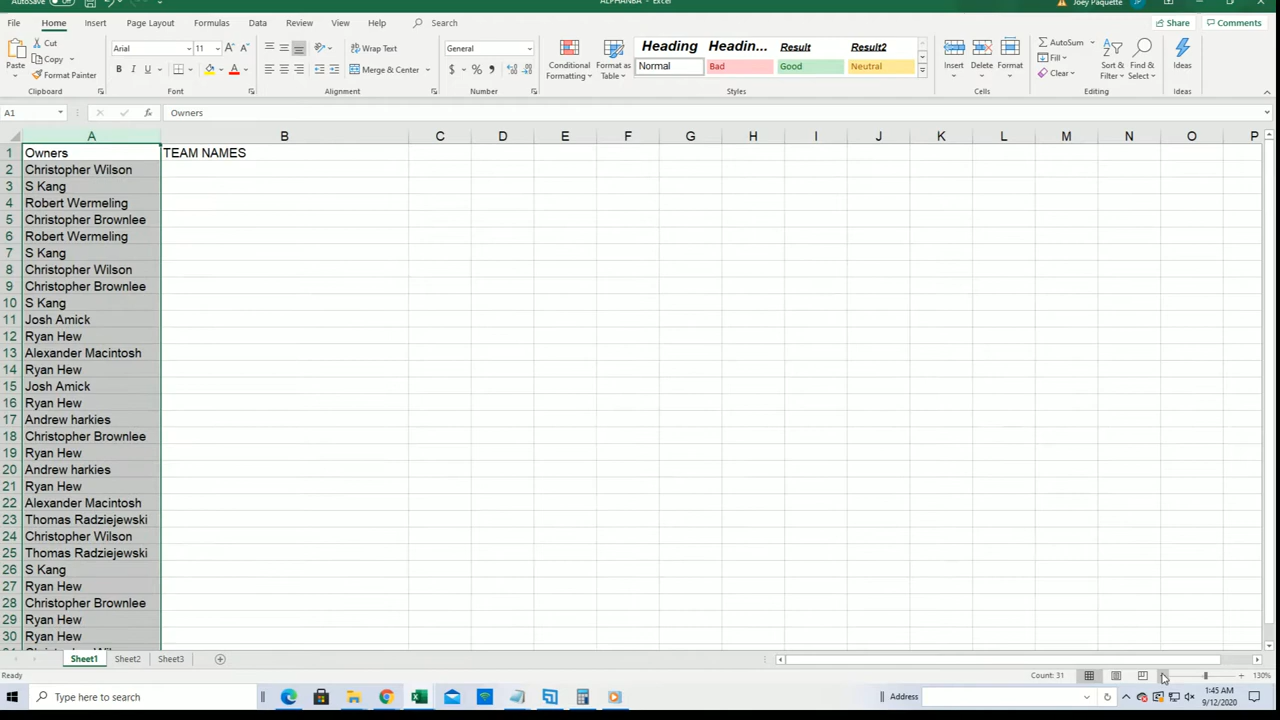 AutoSave Off
ALPHANBA - Excel
Joey Paquette
File Home Insert Page Layout Formulas Data Review View Help Search
Share Comments
Paste
Cut
Copy
Format Painter
Clipboard
Arial 11
B I U
Font
Wrap Text
Merge & Center
Alignment
General
$ % ,
Number
Conditional Formatting
Format as Table
Heading Headin... Result Result2
Normal Bad Good Neutral
Styles
Insert Delete Format
Cells
AutoSum
Fill
Clear
Sort & Filter
Find & Select
Editing
Ideas
Ideas
A1 fx Owners
A B C D E F G H I J K L M N O P
1 Owners TEAM NAMES
2 Christopher Wilson
3 S Kang
4 Robert Wermeling
5 Christopher Brownlee
6 Robert Wermeling
7 S Kang
8 Christopher Wilson
9 Christopher Brownlee
10 S Kang
11 Josh Amick
12 Ryan Hew
13 Alexander Macintosh
14 Ryan Hew
15 Josh Amick
16 Ryan Hew
17 Andrew harkies
18 Christopher Brownlee
19 Ryan Hew
20 Andrew harkies
21 Ryan Hew
22 Alexander Macintosh
23 Thomas Radziejewski
24 Christopher Wilson
25 Thomas Radziejewski
26 S Kang
27 Ryan Hew
28 Christopher Brownlee
29 Ryan Hew
30 Ryan Hew
Sheet1 Sheet2 Sheet3
Ready Count: 31 130%
Type here to search
Address
1:45 AM
9/12/2020